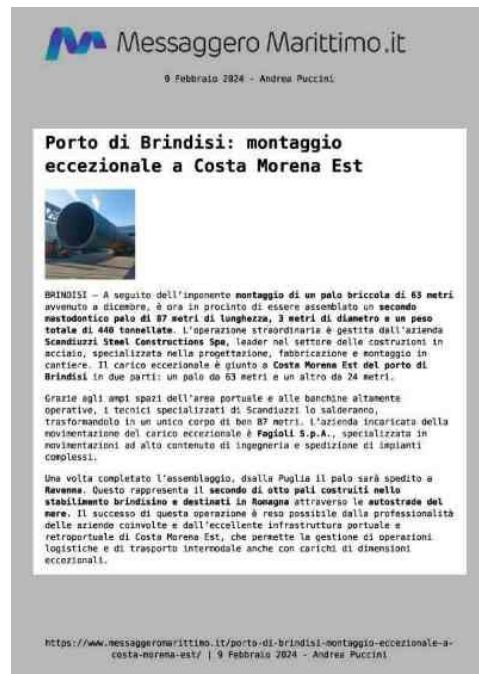 Messaggero Marittimo.it
9 Febbraio 2024 - Andrea Puccini
Porto di Brindisi: montaggio
eccezionale a Costa Morena Est
BRINDISI – A seguito dell'imponente montaggio di un palo briccola di 63 metri
avvenuto a dicembre, è ora in procinto di essere assemblato un secondo
mastodontico palo di 87 metri di lunghezza, 3 metri di diametro e un peso
totale di 440 tonnellate. L'operazione straordinaria è gestita dall'azienda
Scandiuzzi Steel Constructions Spa, leader nel settore delle costruzioni in
acciaio, specializzata nella progettazione, fabbricazione e montaggio in
cantiere. Il carico eccezionale è giunto a Costa Morena Est del porto di
Brindisi in due parti: un palo da 63 metri e un altro da 24 metri.
Grazie agli ampi spazi dell'area portuale e alle banchine altamente
operative, i tecnici specializzati di Scandiuzzi lo salderanno,
trasformandolo in un unico corpo di ben 87 metri. L'azienda incaricata della
movimentazione del carico eccezionale è Fagioli S.p.A., specializzata in
movimentazioni ad alto contenuto di ingegneria e spedizione di impianti
complessi.
Una volta completato l'assemblaggio, dsalla Puglia il palo sarà spedito a
Ravenna. Questo rappresenta il secondo di otto pali costruiti nello
stabilimento brindisino e destinati in Romagna attraverso le autostrade del
mare. Il successo di questa operazione è reso possibile dalla professionalità
delle aziende coinvolte e dall'eccellente infrastruttura portuale e
retroportuale di Costa Morena Est, che permette la gestione di operazioni
logistiche e di trasporto intermodale anche con carichi di dimensioni
eccezionali.
https://www.messaggeromarittimo.it/porto-di-brindisi-montaggio-eccezionale-a-
costa-morena-est/ | 9 Febbraio 2024 - Andrea Puccini